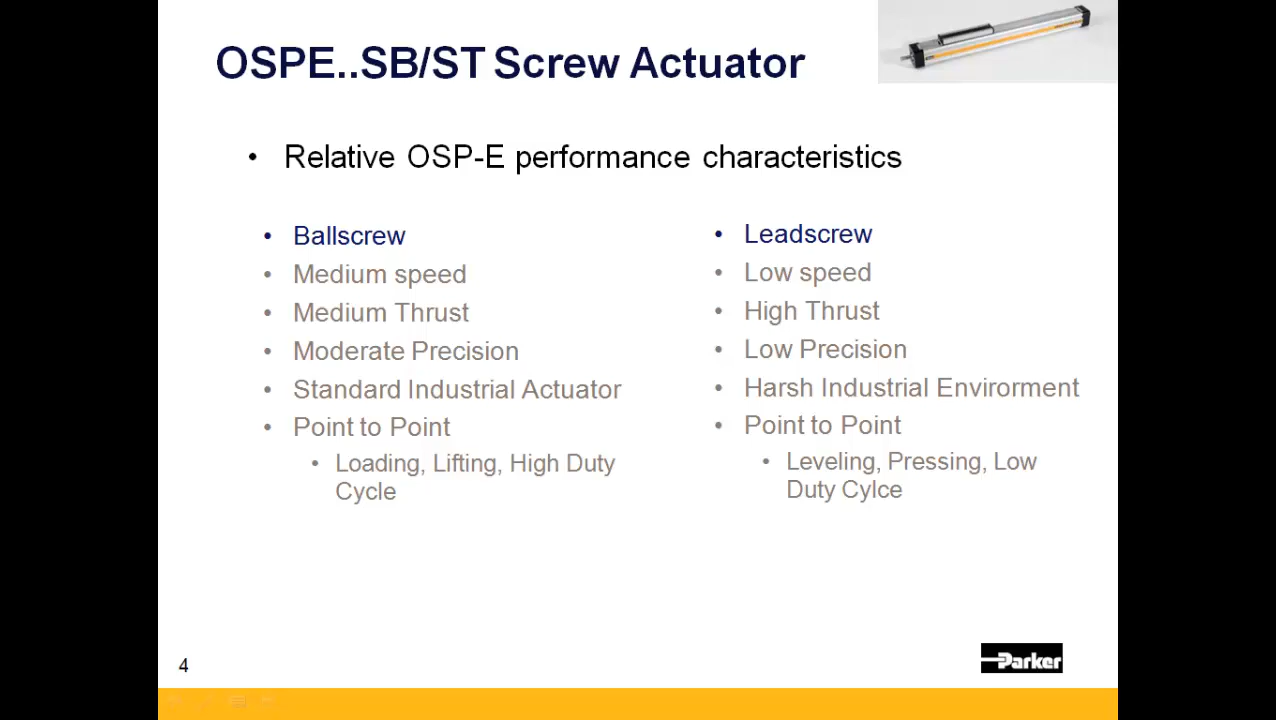 OSPE..SB/ST Screw Actuator
• Relative OSP-E performance characteristics
• Ballscrew
• Medium speed
• Medium Thrust
• Moderate Precision
• Standard Industrial Actuator
• Point to Point
• Loading, Lifting, High Duty
Cycle
• Leadscrew
• Low speed
• High Thrust
• Low Precision
• Harsh Industrial Envirorment
• Point to Point
• Leveling, Pressing, Low
Duty Cylce
4
Parker